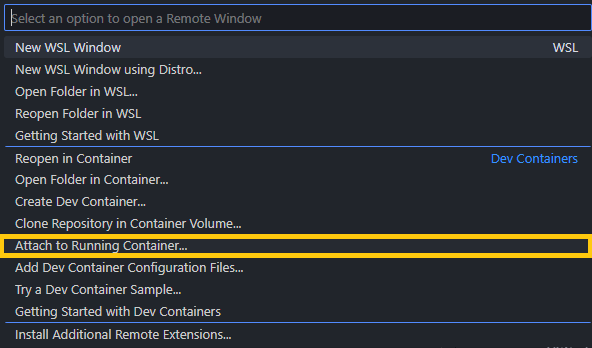 Select an option to open a Remote Window
New WSL Window WSL
New WSL Window using Distro...
Open Folder in WSL...
Reopen Folder in WSL
Getting Started with WSL
Reopen in Container Dev Containers
Open Folder in Container...
Create Dev Container...
Clone Repository in Container Volume...
Attach to Running Container...
Add Dev Container Configuration Files...
Try a Dev Container Sample...
Getting Started with Dev Containers
Install Additional Remote Extensions...